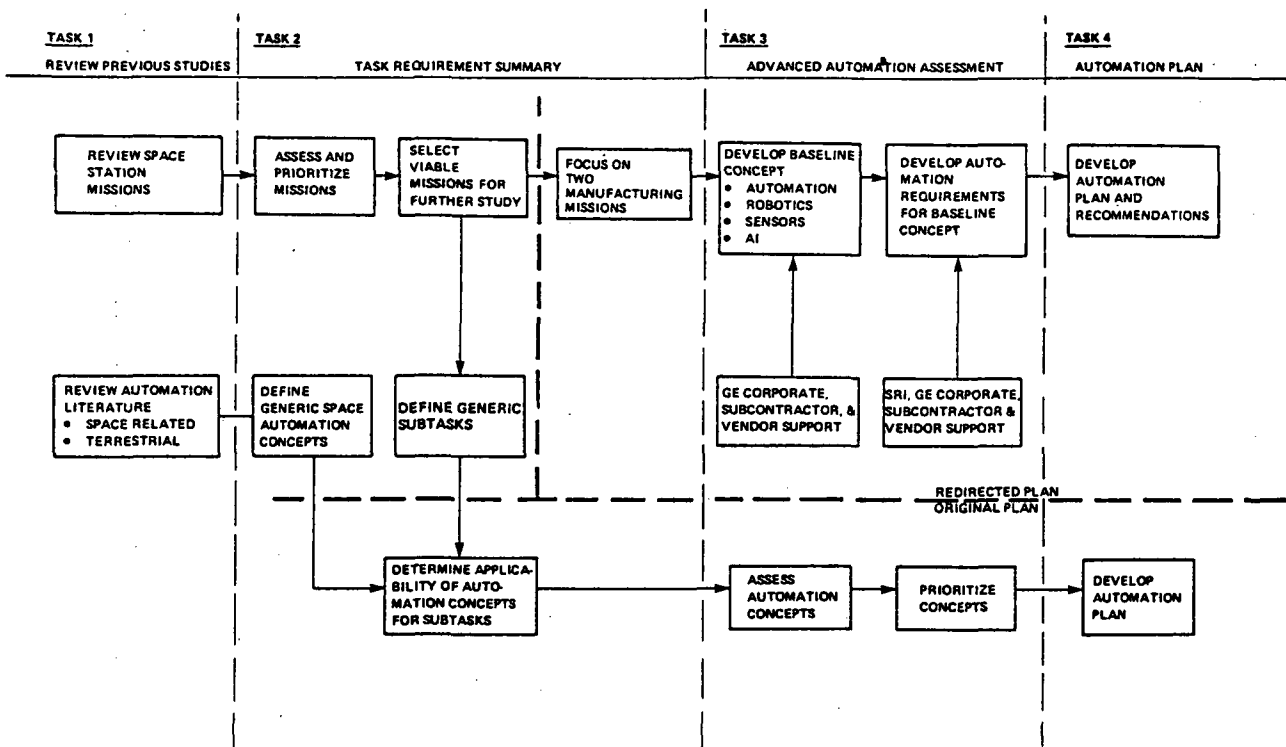 TASK 1
REVIEW PREVIOUS STUDIES
TASK 2
TASK REQUIREMENT SUMMARY
TASK 3
ADVANCED AUTOMATION ASSESSMENT
TASK 4
AUTOMATION PLAN
REVIEW SPACE
STATION
MISSIONS
ASSESS AND
PRIORITIZE
MISSIONS
SELECT
VIABLE
MISSIONS FOR
FURTHER STUDY
FOCUS ON
TWO
MANUFACTURING
MISSIONS
DEVELOP BASELINE
CONCEPT
• AUTOMATION
• ROBOTICS
• SENSORS
• AI
DEVELOP AUTO-
MATION
REQUIREMENTS
FOR BASELINE
CONCEPT
DEVELOP
AUTOMATION
PLAN AND
RECOMMENDATIONS
REVIEW AUTOMATION
LITERATURE
• SPACE RELATED
• TERRESTRIAL
DEFINE
GENERIC SPACE
AUTOMATION
CONCEPTS
DEFINE GENERIC
SUBTASKS
GE CORPORATE,
SUBCONTRACTOR, &
VENDOR SUPPORT
SRI, GE CORPORATE,
SUBCONTRACTOR &
VENDOR SUPPORT
REDIRECTED PLAN
ORIGINAL PLAN
DETERMINE APPLICA-
BILITY OF AUTO-
MATION CONCEPTS
FOR SUBTASKS
ASSESS
AUTOMATION
CONCEPTS
PRIORITIZE
CONCEPTS
DEVELOP
AUTOMATION
PLAN